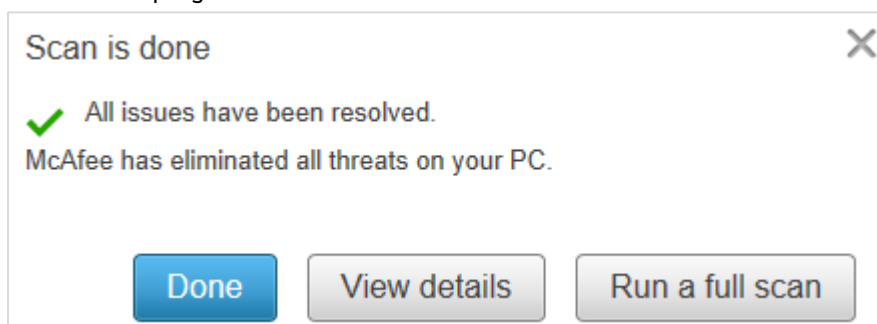 Scan is done
All issues have been resolved.
McAfee has eliminated all threats on your PC.
Done
View details
Run a full scan